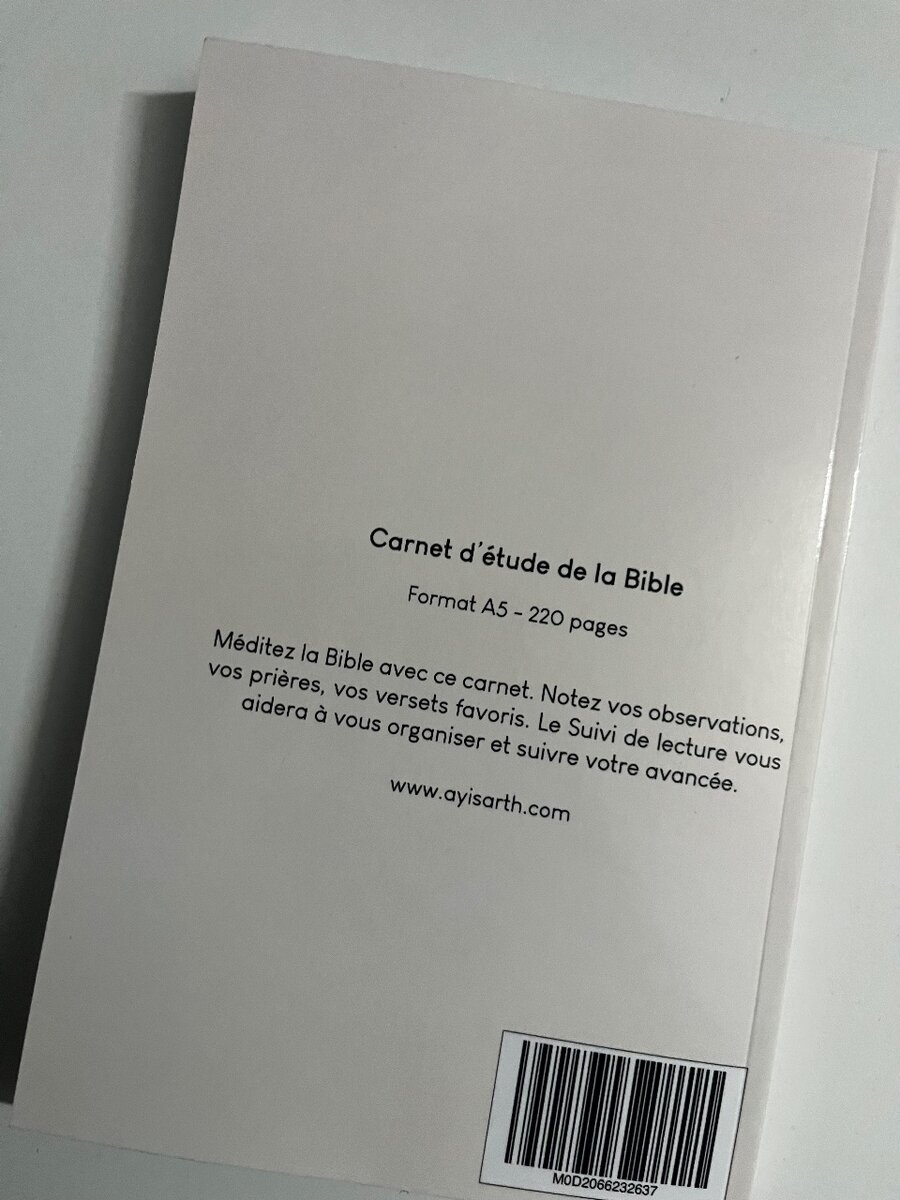 Carnet d'étude de la Bible
Format A5 - 220 pages
Méditez la Bible avec ce carnet. Notez vos observations,
vos prières, vos versets favoris. Le Suivi de lecture vous
aidera à vous organiser et suivre votre avancée.
www.ayisarth.com
M0D2066232637